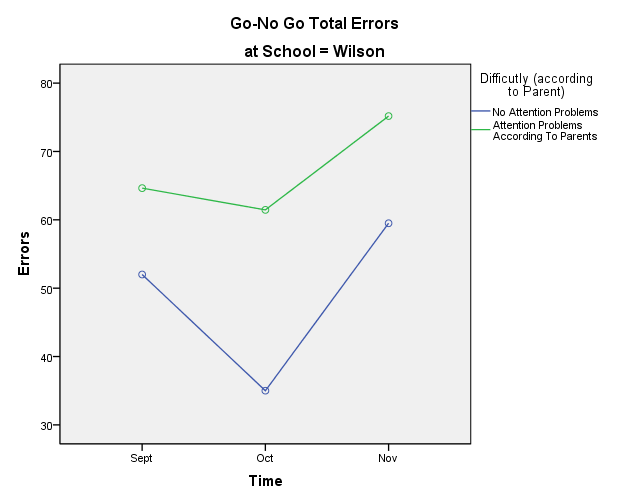 Go-No Go Total Errors
at School = Wilson
Difficutly (according
to Parent)
No Attention Problems
Attention Problems
According To Parents
80
70
60
50
40
30
Errors
Sept
Oct
Nov
Time